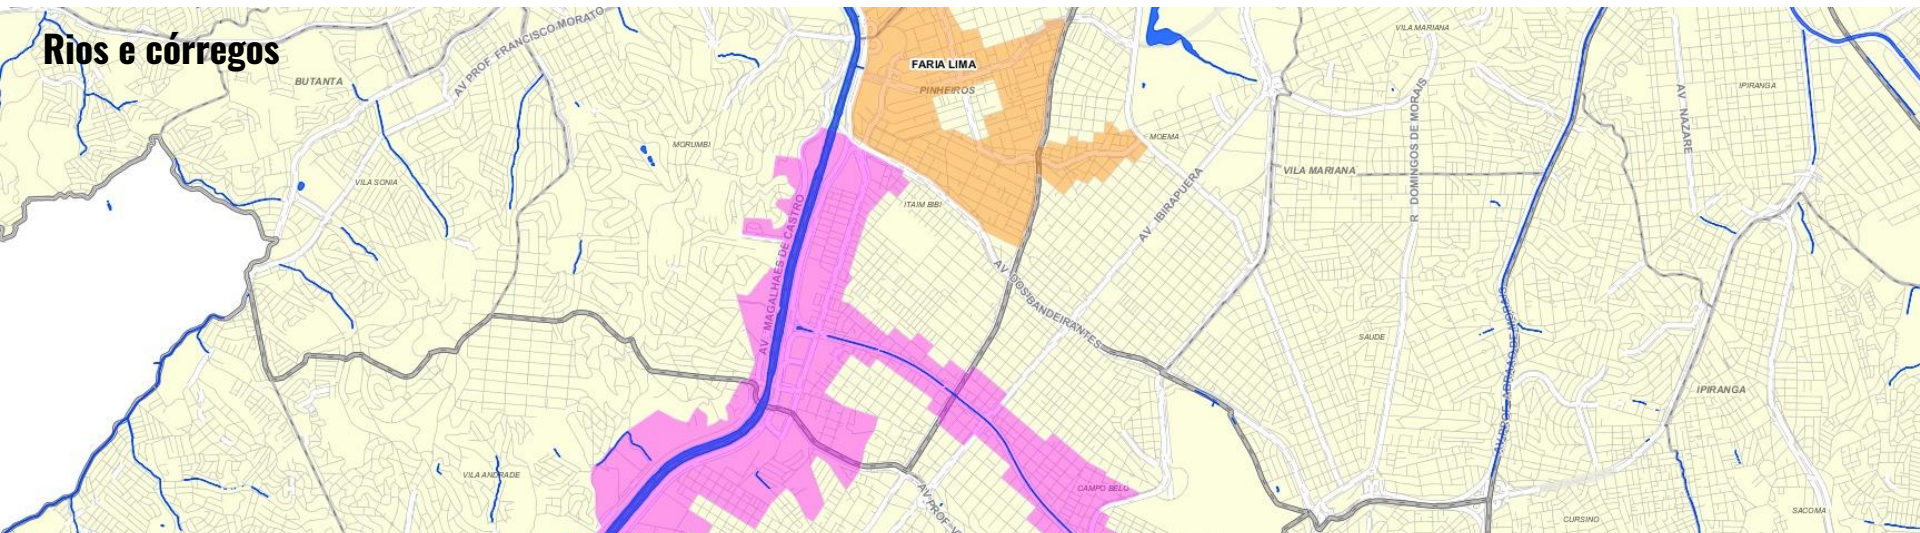 Rios e córregos
AV PROF. FRANCISCO MORATO
BUTANTA
VILA MARIANA
FARIA LIMA
PINHEIROS
IPIRANGA
AV NAZARE
R DOMINGOS DE MORAIS
MORUMBI
MOEMA
VILA SONIA
VILA MARIANA
AV IBIRAPUERA
ITAIM BIBI
AV MAGALHAES DE CASTRO
AV DOS BANDEIRANTES
SAUDE
IPIRANGA
VILA ANDRADE
CAMPO BELO
AV PROF
SACOMA
CURSINO